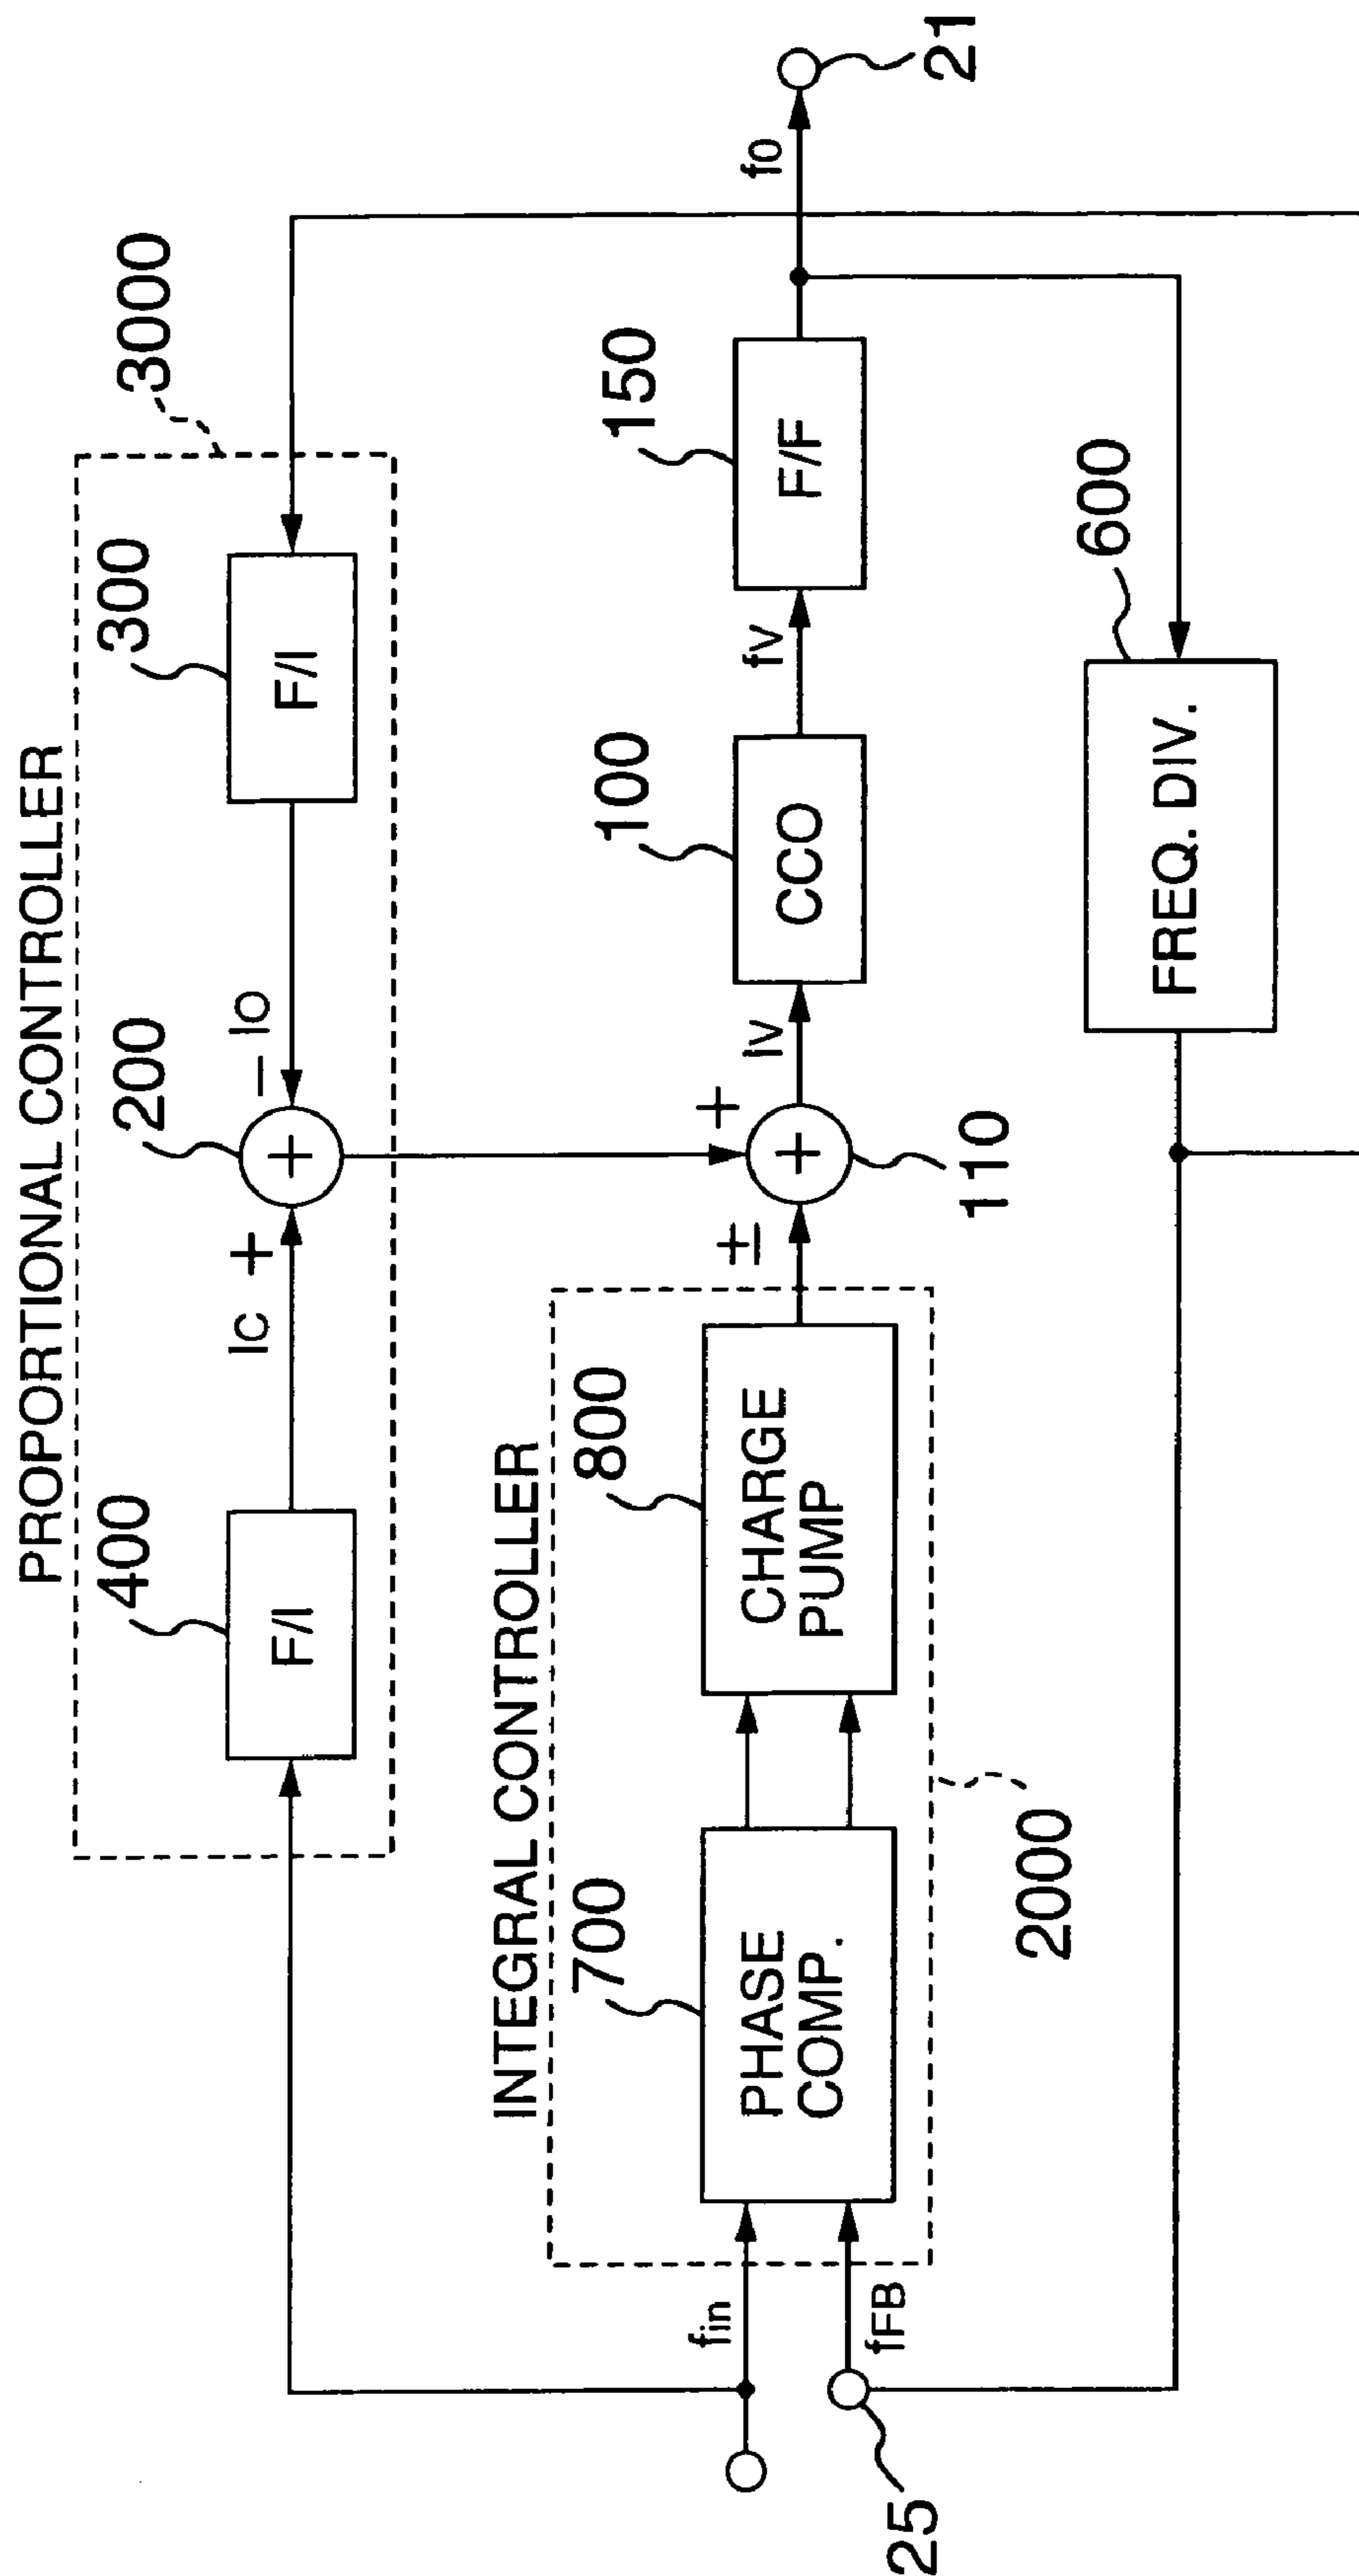 PROPORTIONAL CONTROLLER
3000
400
F/I
IC
+
200
+
−
IO
300
F/I
INTEGRAL CONTROLLER
fin
fFB
25
700
PHASE
COMP.
800
CHARGE
PUMP
2000
±
+
+
110
IV
100
CCO
fV
150
F/F
fO
21
600
FREQ. DIV.